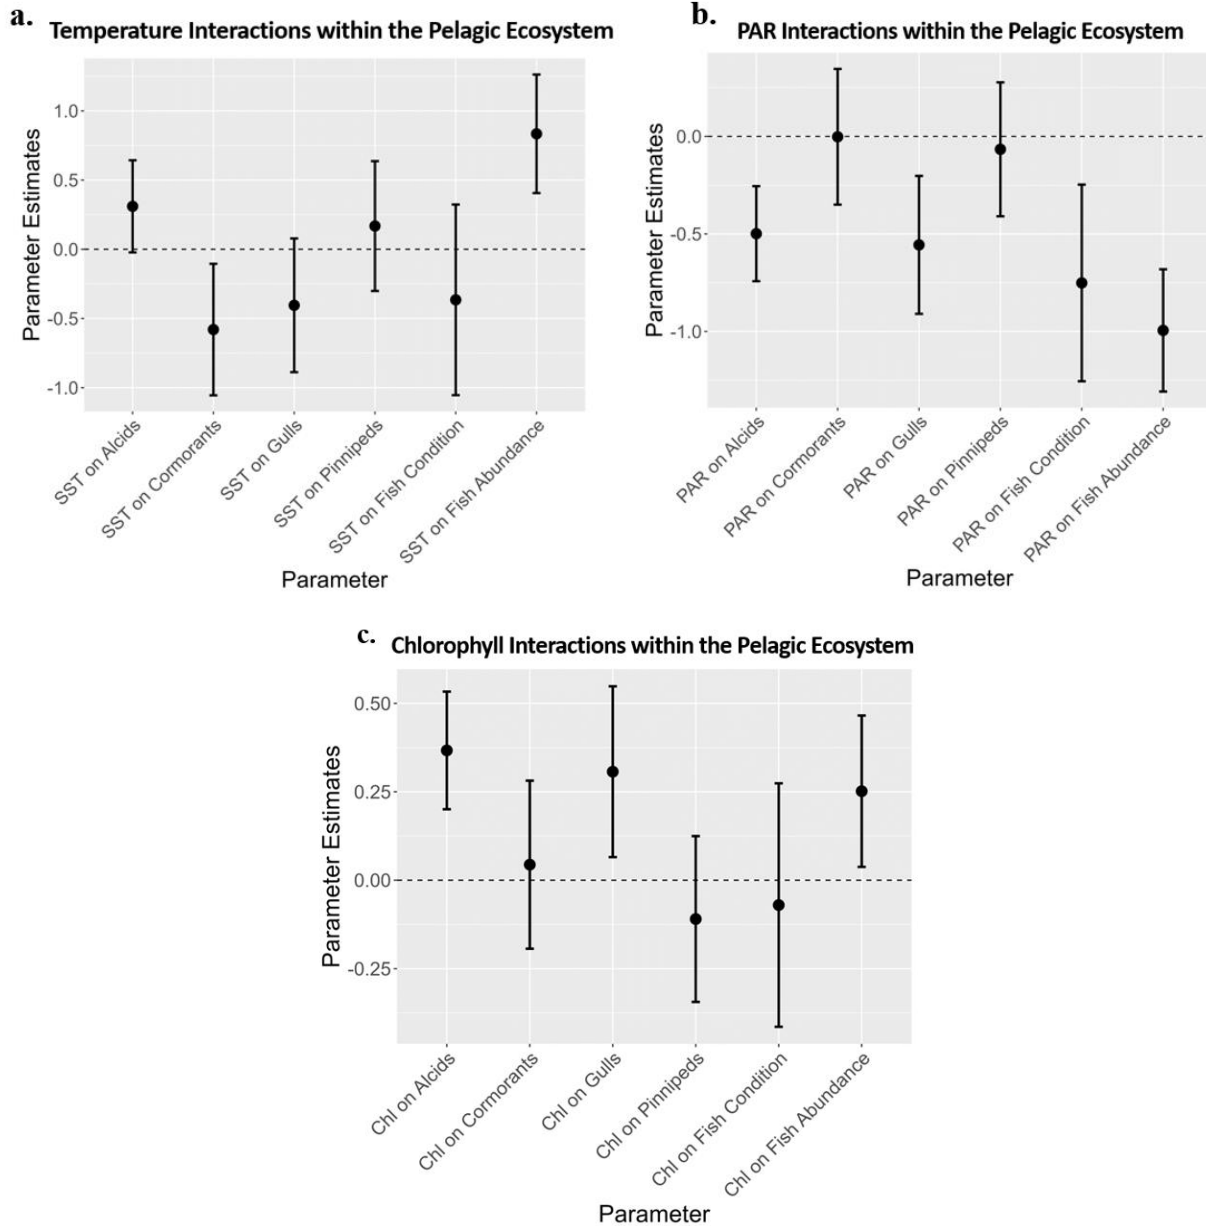 a.
Temperature Interactions within the Pelagic Ecosystem
Parameter Estimates
1.0
0.5
0.0
-0.5
-1.0
SST on Alcids
SST on Cormorants
SST on Gulls
SST on Pinnipeds
SST on Fish Condition
SST on Fish Abundance
Parameter
b.
PAR Interactions within the Pelagic Ecosystem
Parameter Estimates
0.0
-0.5
-1.0
PAR on Alcids
PAR on Cormorants
PAR on Gulls
PAR on Pinnipeds
PAR on Fish Condition
PAR on Fish Abundance
Parameter
c.
Chlorophyll Interactions within the Pelagic Ecosystem
Parameter Estimates
0.50
0.25
0.00
-0.25
Chl on Alcids
Chl on Cormorants
Chl on Gulls
Chl on Pinnipeds
Chl on Fish Condition
Chl on Fish Abundance
Parameter